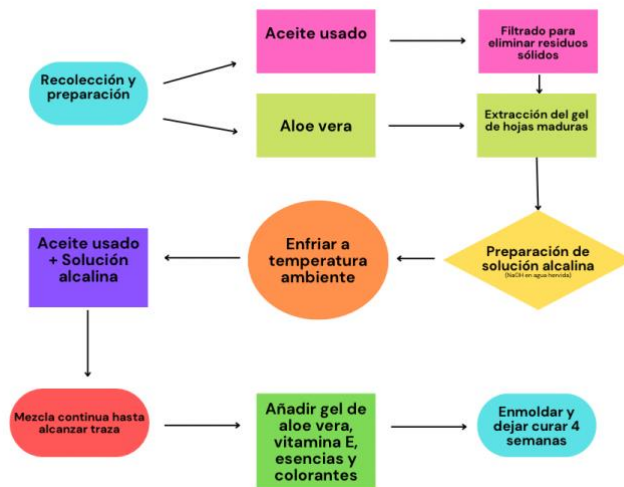 Recolección y
preparación
Aceite usado
Filtrado para
eliminar residuos
sólidos
Aloe vera
Extracción del gel
de hojas maduras
Preparación de
solución alcalina
(NaOH en agua hervida)
Enfriar a
temperatura
ambiente
Aceite usado
+ Solución
alcalina
Mezcla continua hasta
alcanzar traza
Añadir gel de
aloe vera,
vitamina E,
esencias y
colorantes
Enmoldar y
dejar curar 4
semanas